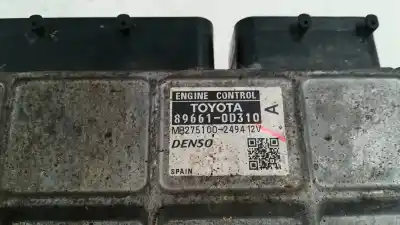 ENGINE CONTROL
TOYOTA
89661-0D310
A
MB275100-2494 12V
DENSO
SPAIN